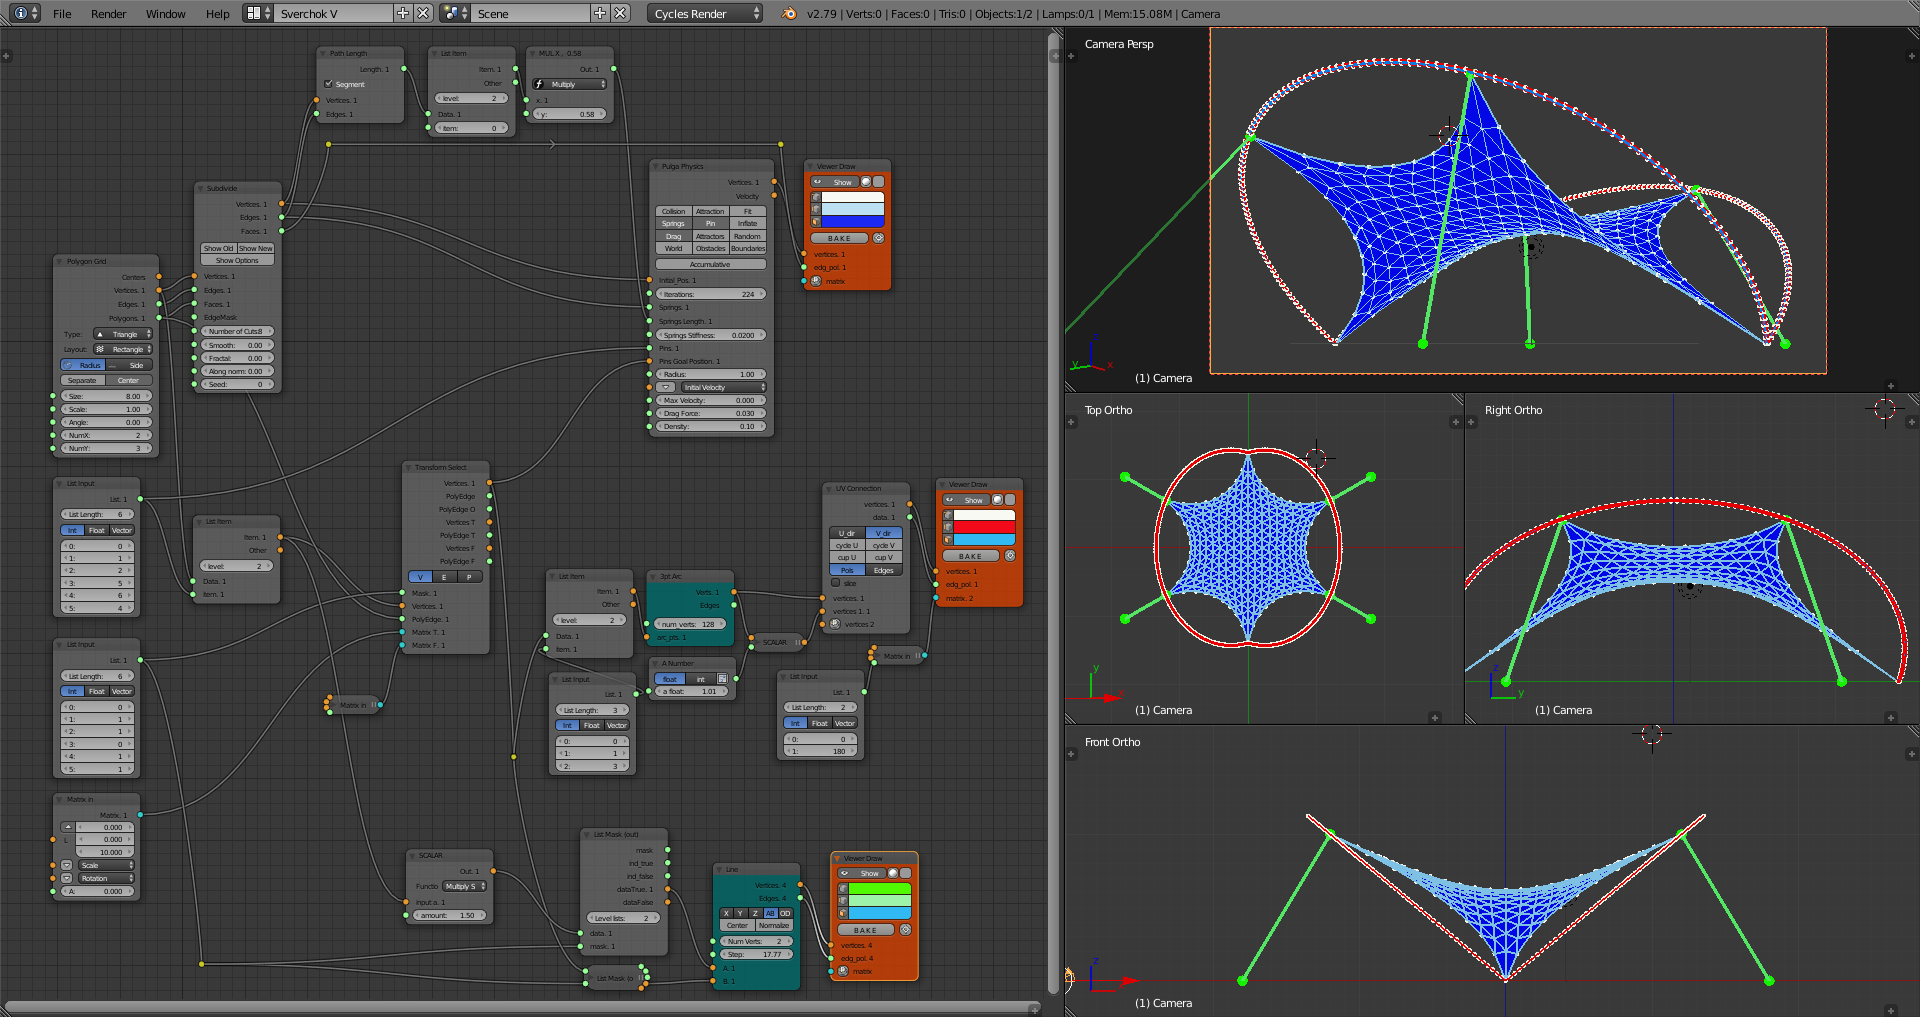 File Render Window Help Sverchok V Scene Cycles Render v2.79 | Verts:0 | Faces:0 | Tris:0 | Objects:1/2 | Lamps:0/1 | Mem:15.08M | Camera
Path Length
Length. 1
Segment
Vertices. 1
Edges. 1
List Item
Item. 1
Other
level: 2
Data. 1
item: 0
MUL X, 0.58
Out. 1
Multiply
x. 1
y: 0.58
Subdivide
Vertices. 1
Edges. 1
Faces. 1
Show Old Show New
Show Options
Vertices. 1
Edges. 1
Faces. 1
EdgeMask
Number of Cuts8
Smooth: 0.00
Fractal: 0.00
Along norm: 0.00
Seed: 0
Polygon Grid
Centers
Vertices. 1
Edges. 1
Polygons. 1
Type: Triangle
Layout: Rectangle
Radius Side
Separate Center
Size: 8.00
Scale: 1.00
Angle: 0.00
NumX: 2
NumY: 3
Pulga Physics
Vertices. 1
Velocity
Collision Attraction Fit
Springs Pin Inflate
Drag Attractors Random
World Obstacles Boundaries
Accumulative
Initial_Pos. 1
Iterations: 224
Springs. 1
Springs Length. 1
Springs Stiffness: 0.0200
Pins. 1
Pins Goal Position. 1
Radius: 1.00
Initial Velocity
Max Velocity: 0.000
Drag Force: 0.030
Density: 0.10
Viewer Draw
Show
BAKE
vertices. 1
edg_pol. 1
matrix
List Input
List. 1
List Length: 6
Int Float Vector
0: 0
1: 1
2: 2
3: 5
4: 6
5: 4
List Item
Item. 1
Other
level: 2
Data. 1
Item. 1
Transform Select
Vertices. 1
PolyEdge
PolyEdge O
Vertices T
PolyEdge T
Vertices F
PolyEdge F
V E P
Mask. 1
Vertices. 1
PolyEdge. 1
Matrix T. 1
Matrix F. 1
List Input
List. 1
List Length: 6
Int Float Vector
0: 0
1: 1
2: 1
3: 0
4: 1
5: 1
Matrix in
Matrix in
Matrix. 1
0.000
L 0.000
10.000
Scale
Rotation
A: 0.000
List Item
Item. 1
Other
level: 2
Data. 1
Item. 1
3pt Arc
Verts. 1
Edges
num_verts: 128
arc_pts. 1
A Number
float int
a float: 1.01
SCALAR
List Input
List. 1
List Length: 3
Int Float Vector
0: 0
1: 1
2: 3
UV Connection
vertices. 1
data. 1
U_dir V_dir
cycle U cycle V
cup U cup V
Pols Edges
slice
vertices. 1
vertices 1. 1
vertices 2
Matrix in
List Input
List. 1
List Length: 2
Int Float Vector
0: 0
1: 180
Viewer Draw
Show
BAKE
vertices. 1
edg_pol. 1
matrix. 2
SCALAR
Out. 1
Functio Multiply S
input a. 1
amount: 1.50
List Mask (out)
mask
ind_true
ind_false
dataTrue. 1
dataFalse
Level lists: 2
data. 1
mask. 1
List Mask (o
Line
Vertices. 4
Edges. 4
X Y Z AB OD
Center Normalize
Num Verts: 2
Step: 17.77
A. 1
B. 1
Viewer Draw
Show
BAKE
vertices. 4
edg_pol. 4
matrix
Camera Persp
z
y x
(1) Camera
Top Ortho
y
x
(1) Camera
Right Ortho
z
y
(1) Camera
Front Ortho
z
(1) Camera